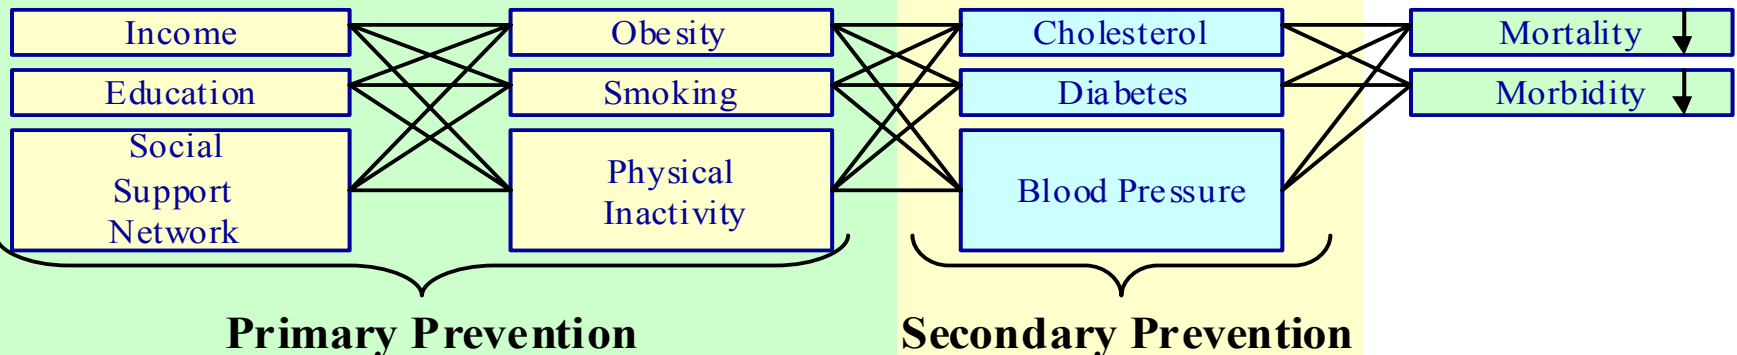 Income
Education
Social
Support
Network
Obesity
Smoking
Physical
Inactivity
Cholesterol
Diabetes
Blood Pressure
Mortality
Morbidity
Primary Prevention
Secondary Prevention